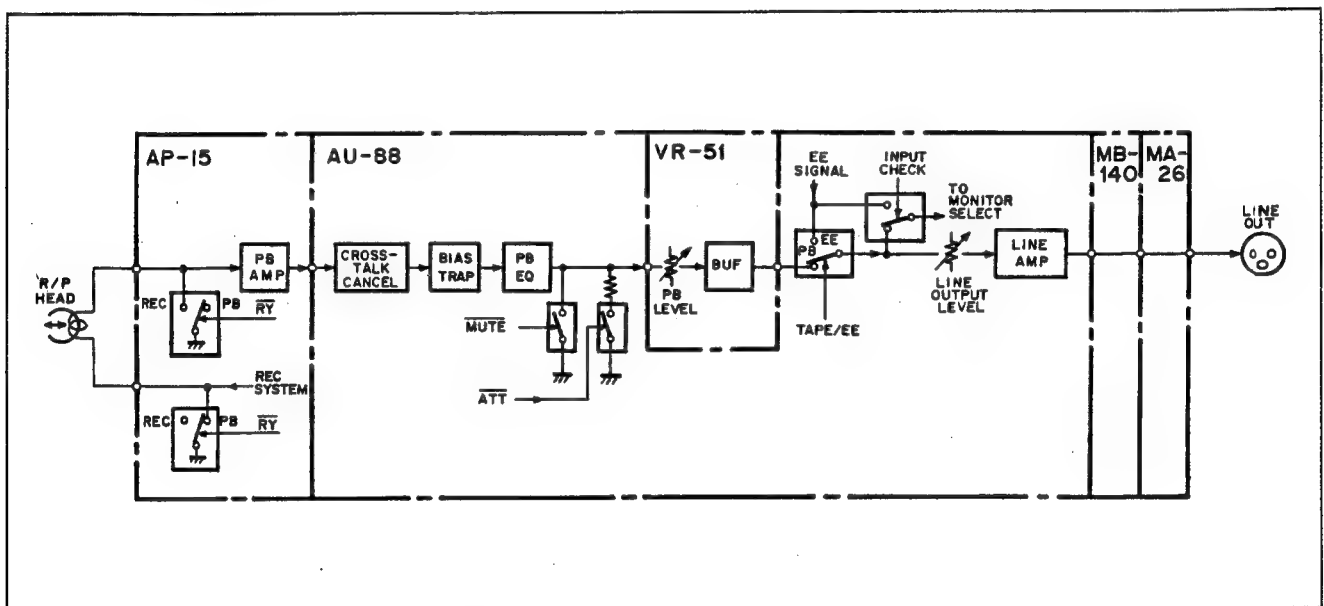 AP-15
AU-88
VR-51
MB-
140
MA-
26
R/P
HEAD
REC
PB
RY
PB
AMP
REC
SYSTEM
REC
PB
RY
CROSS-
TALK
CANCEL
BIAS
TRAP
PB
EQ
MUTE
ATT
PB
LEVEL
BUF
EE
SIGNAL
INPUT
CHECK
TO
MONITOR
SELECT
EE
PB
TAPE/EE
LINE
OUTPUT
LEVEL
LINE
AMP
LINE
OUT